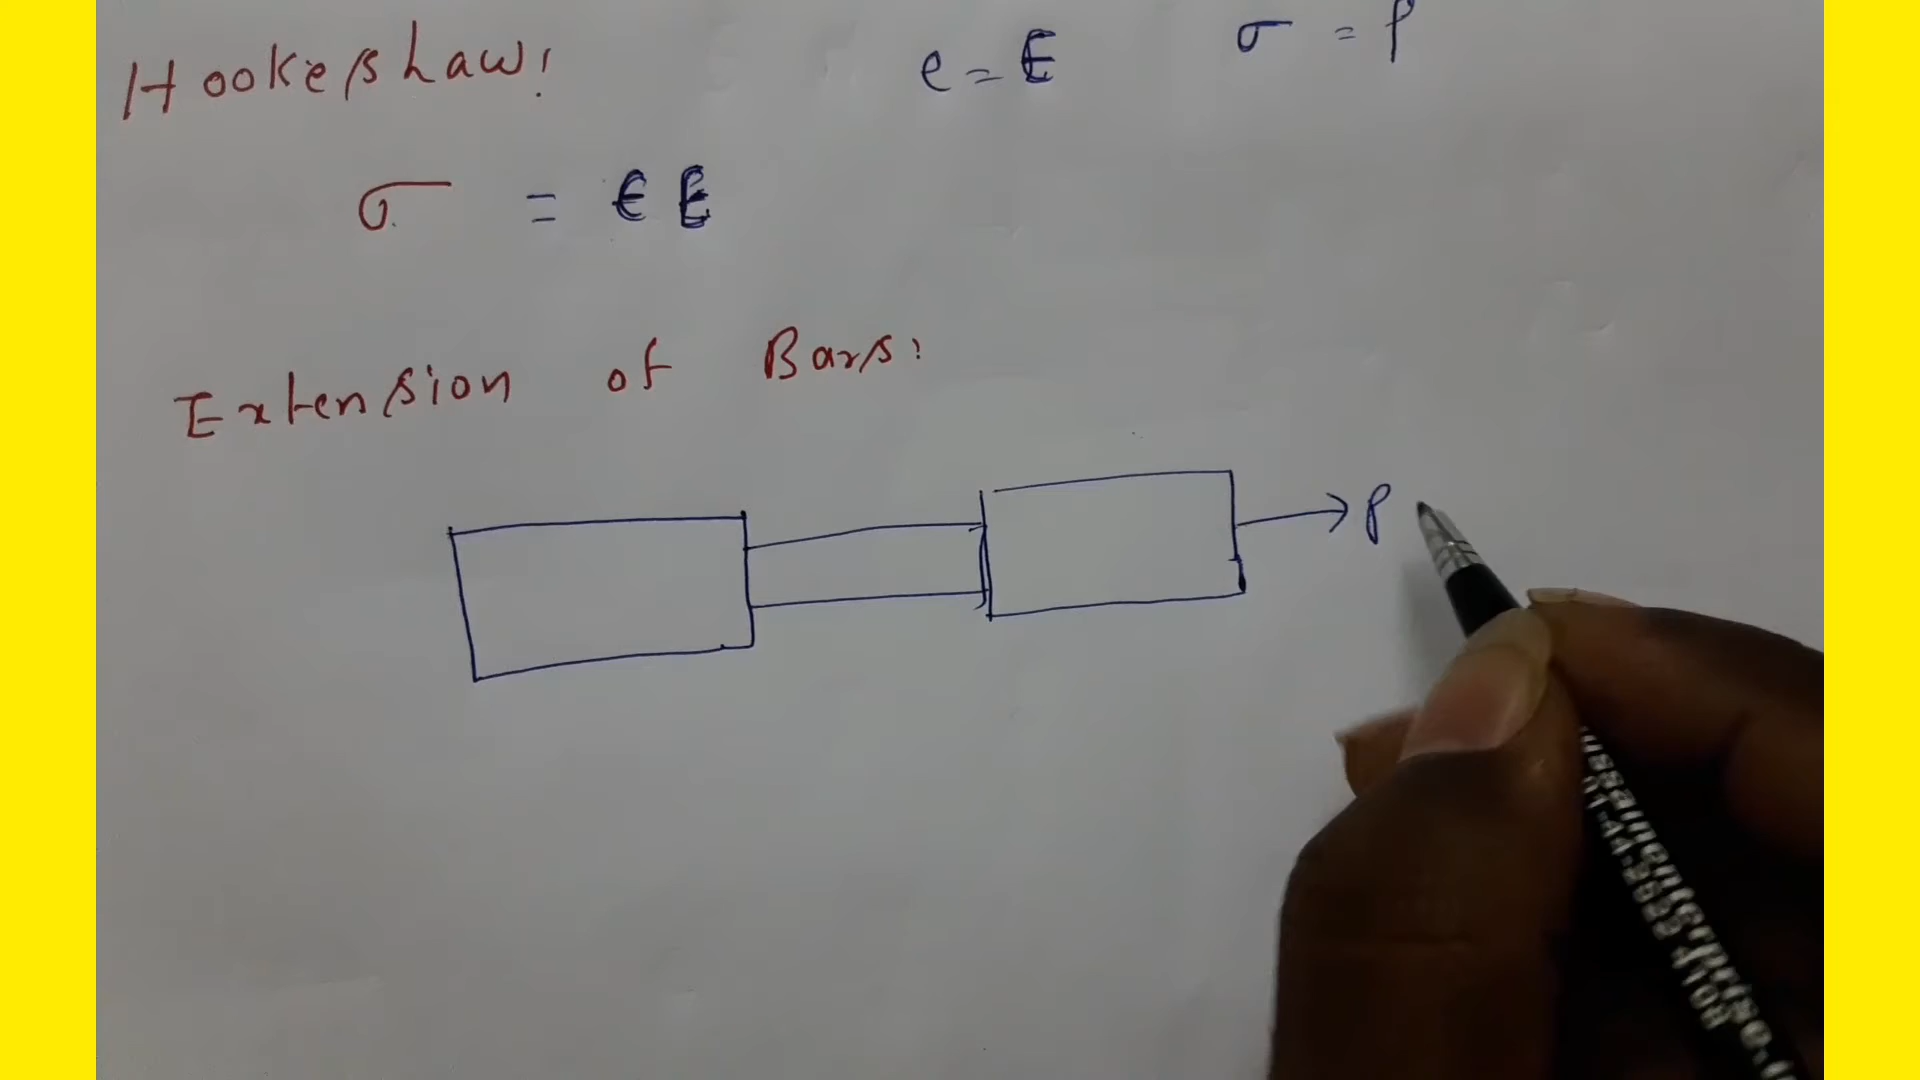 Hooke's Law:
e = E σ = P
σ = ϵ E
Extension of Bars:
P